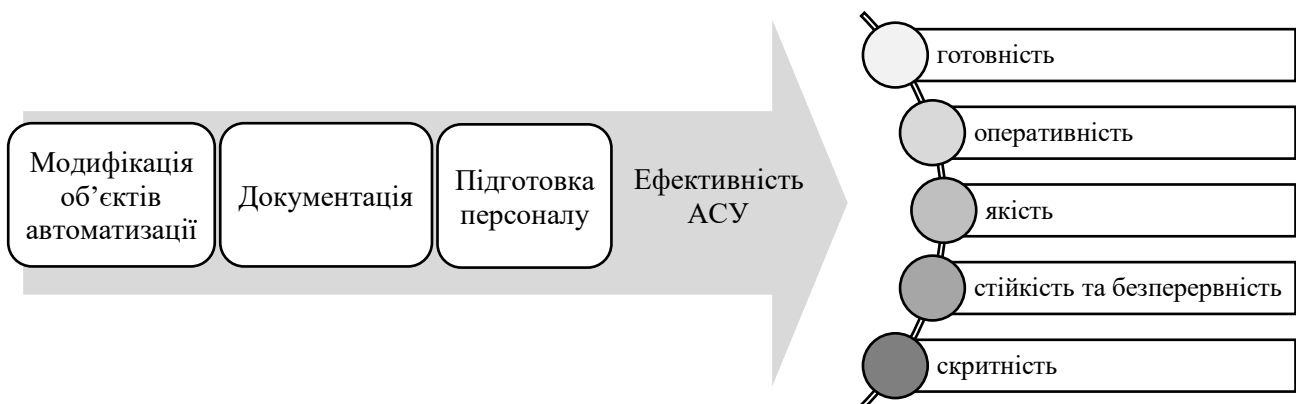 Модифікація
об’єктів
автоматизації
Документація
Підготовка
персоналу
Ефективність
АСУ
готовність
оперативність
якість
стійкість та безперервність
скритність